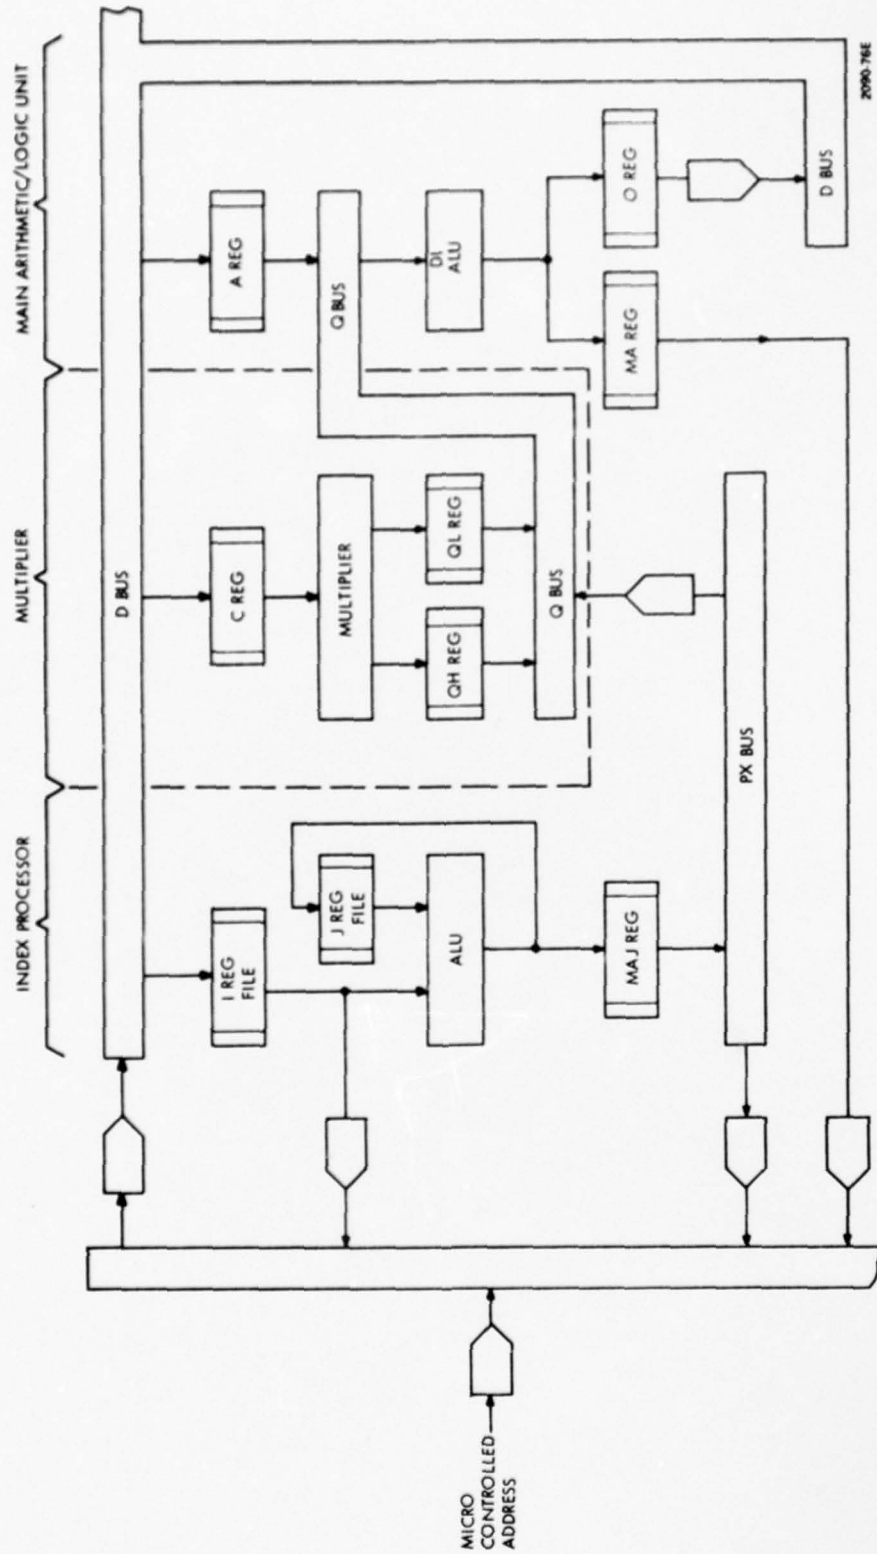 INDEX PROCESSOR
MULTIPLIER
MAIN ARITHMETIC/LOGIC UNIT
D BUS
I REG
FILE
C REG
A REG
J REG
FILE
MULTIPLIER
Q BUS
ALU
QH REG
QL REG
DI
ALU
Q BUS
MAJ REG
MA REG
O REG
PX BUS
D BUS
MICRO
CONTROLLED
ADDRESS
2090-76E